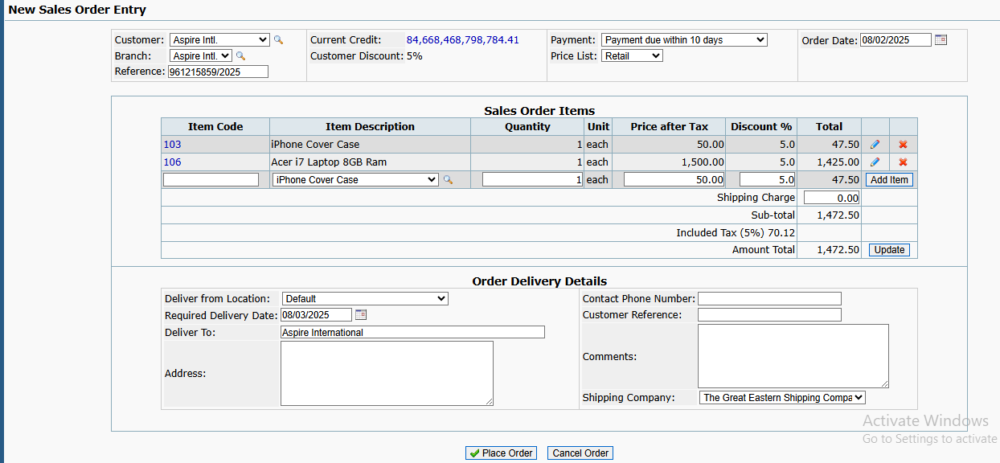 New Sales Order Entry
Customer: Aspire Intl. Current Credit: 84,668,468,798,784.41 Payment: Payment due within 10 days Order Date: 08/02/2025
Branch: Aspire Intl. Customer Discount: 5% Price List: Retail
Reference: 961215859/2025
Sales Order Items
Item Code Item Description Quantity Unit Price after Tax Discount % Total
103 iPhone Cover Case 1 each 50.00 5.0 47.50
106 Acer i7 Laptop 8GB Ram 1 each 1,500.00 5.0 1,425.00
iPhone Cover Case 1 each 50.00 5.0 47.50 Add Item
Shipping Charge 0.00
Sub-total 1,472.50
Included Tax (5%) 70.12
Amount Total 1,472.50 Update
Order Delivery Details
Deliver from Location: Default Contact Phone Number:
Required Delivery Date: 08/03/2025 Customer Reference:
Deliver To: Aspire International
Address: Comments:
Shipping Company: The Great Eastern Shipping Compa
Activate Windows
Go to Settings to activate
Place Order Cancel Order